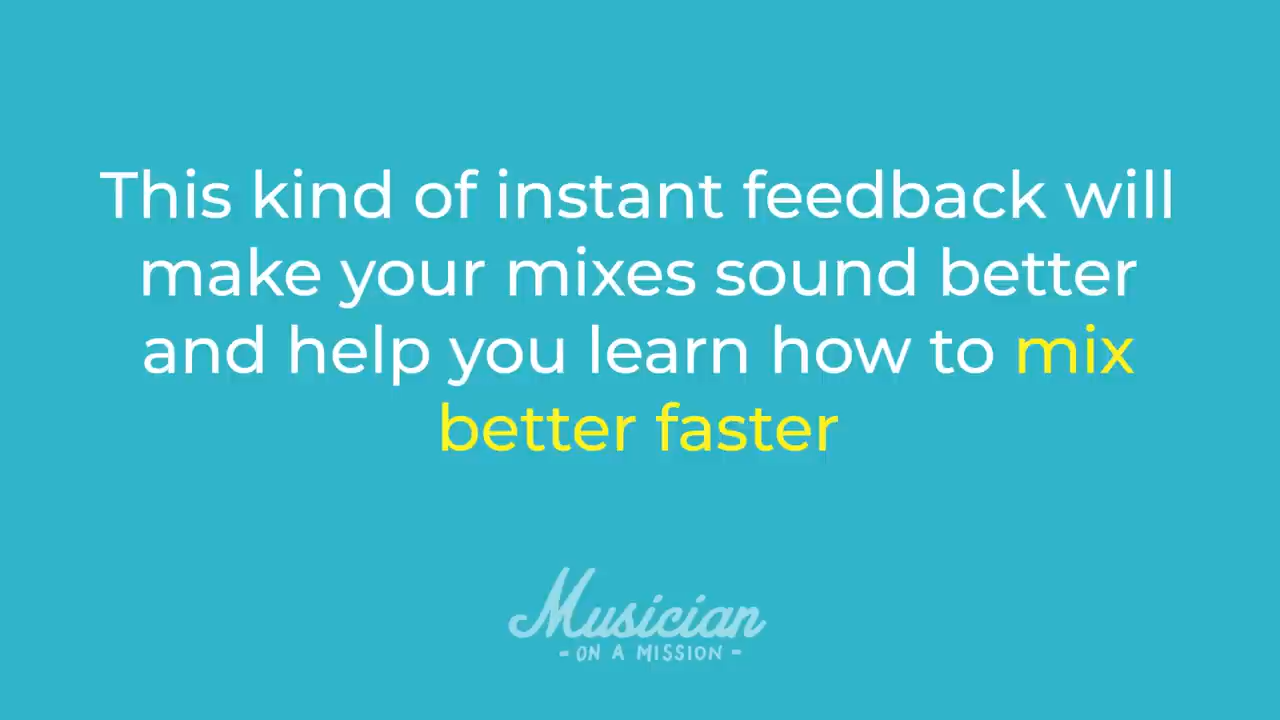 This kind of instant feedback will
make your mixes sound better
and help you learn how to mix
better faster
Musician
- ON A MISSION -